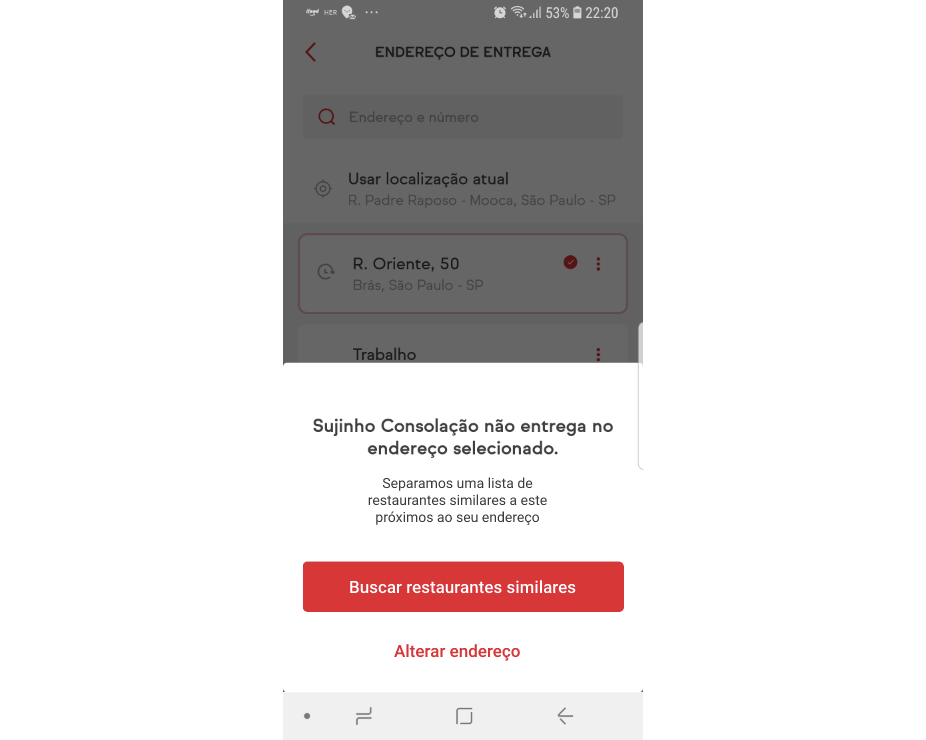 HER ... 53% 22:20
ENDEREÇO DE ENTREGA
Endereço e número
Usar localização atual
R. Padre Raposo - Mooca, São Paulo - SP
R. Oriente, 50
Brás, São Paulo - SP
Trabalho
Sujinho Consolação não entrega no
endereço selecionado.
Separamos uma lista de
restaurantes similares a este
próximos ao seu endereço
Buscar restaurantes similares
Alterar endereço